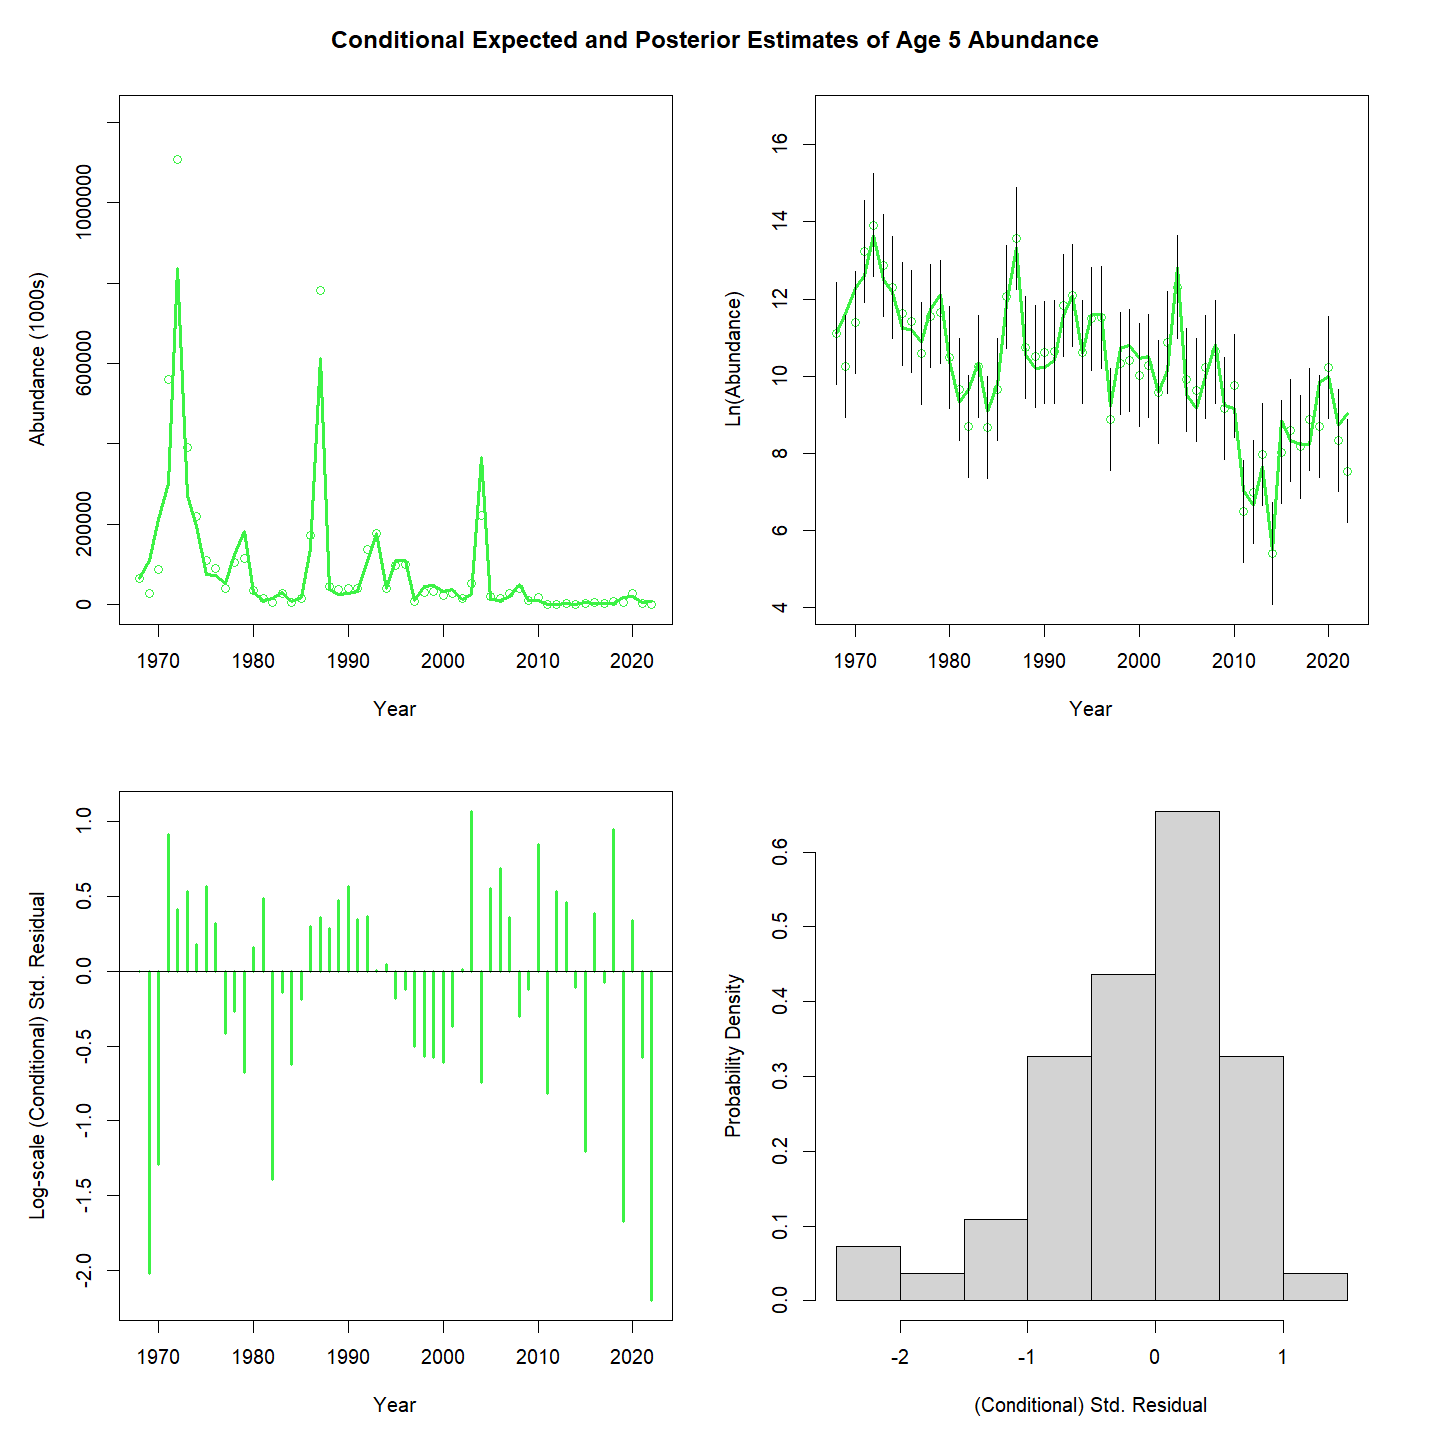 Conditional Expected and Posterior Estimates of Age 5 Abundance
Abundance (1000s)
0
200000
600000
1000000
1970 1980 1990 2000 2010 2020
Year
Ln(Abundance)
4
6
8
10
12
14
16
1970 1980 1990 2000 2010 2020
Year
Log-scale (Conditional) Std. Residual
-2.0
-1.5
-1.0
-0.5
0.0
0.5
1.0
1970 1980 1990 2000 2010 2020
Year
Probability Density
0.0
0.1
0.2
0.3
0.4
0.5
0.6
-2 -1 0 1
(Conditional) Std. Residual